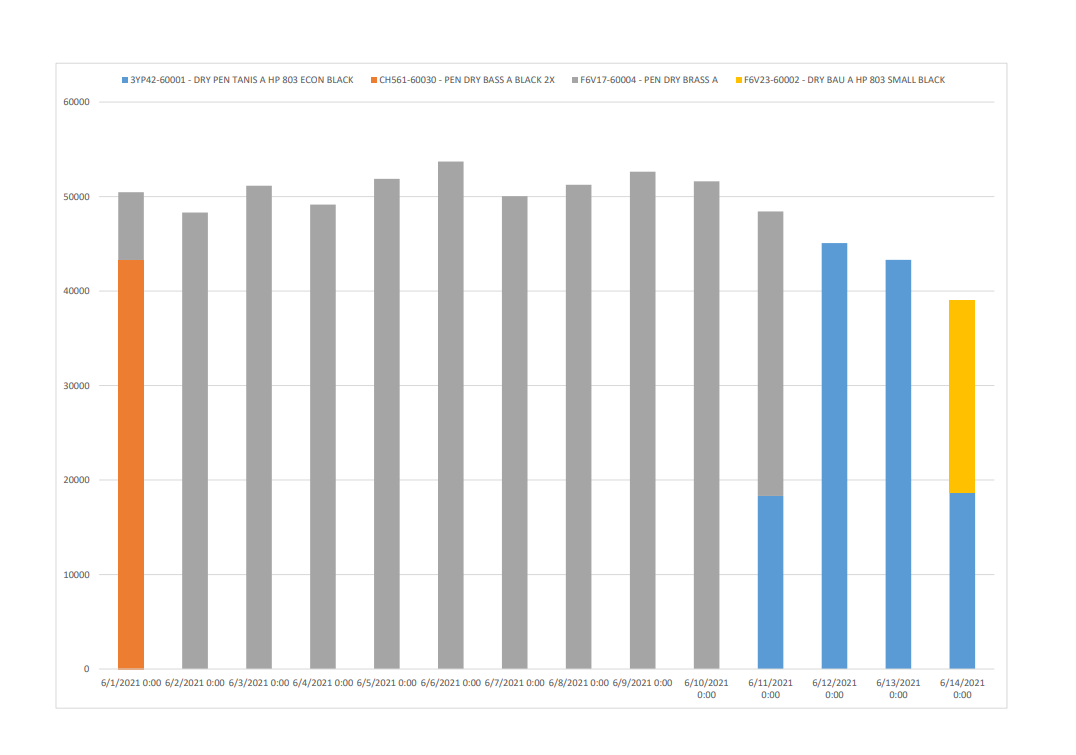 3YP42-60001 - DRY PEN TANIS A HP 803 ECON BLACK CH561-60030 - PEN DRY BASS A BLACK 2X F6V17-60004 - PEN DRY BRASS A F6V23-60002 - DRY BAU A HP 803 SMALL BLACK
60000
50000
40000
30000
20000
10000
0
6/1/2021 0:00 6/2/2021 0:00 6/3/2021 0:00 6/4/2021 0:00 6/5/2021 0:00 6/6/2021 0:00 6/7/2021 0:00 6/8/2021 0:00 6/9/2021 0:00 6/10/2021 6/11/2021 6/12/2021 6/13/2021 6/14/2021
0:00 0:00 0:00 0:00 0:00